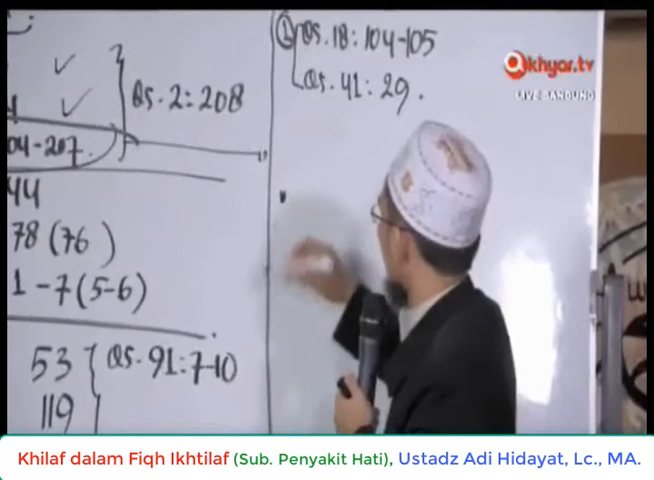 ① QS. 18: 104-105
QS. 41: 29.
QS. 2: 208
04-207
44
78 (76)
1 - 7 (5-6)
53
QS. 91: 7-10
119
akhyar.tv
LIVE BANDUNG
Khilaf dalam Fiqh Ikhtilaf (Sub. Penyakit Hati), Ustadz Adi Hidayat, Lc., MA.